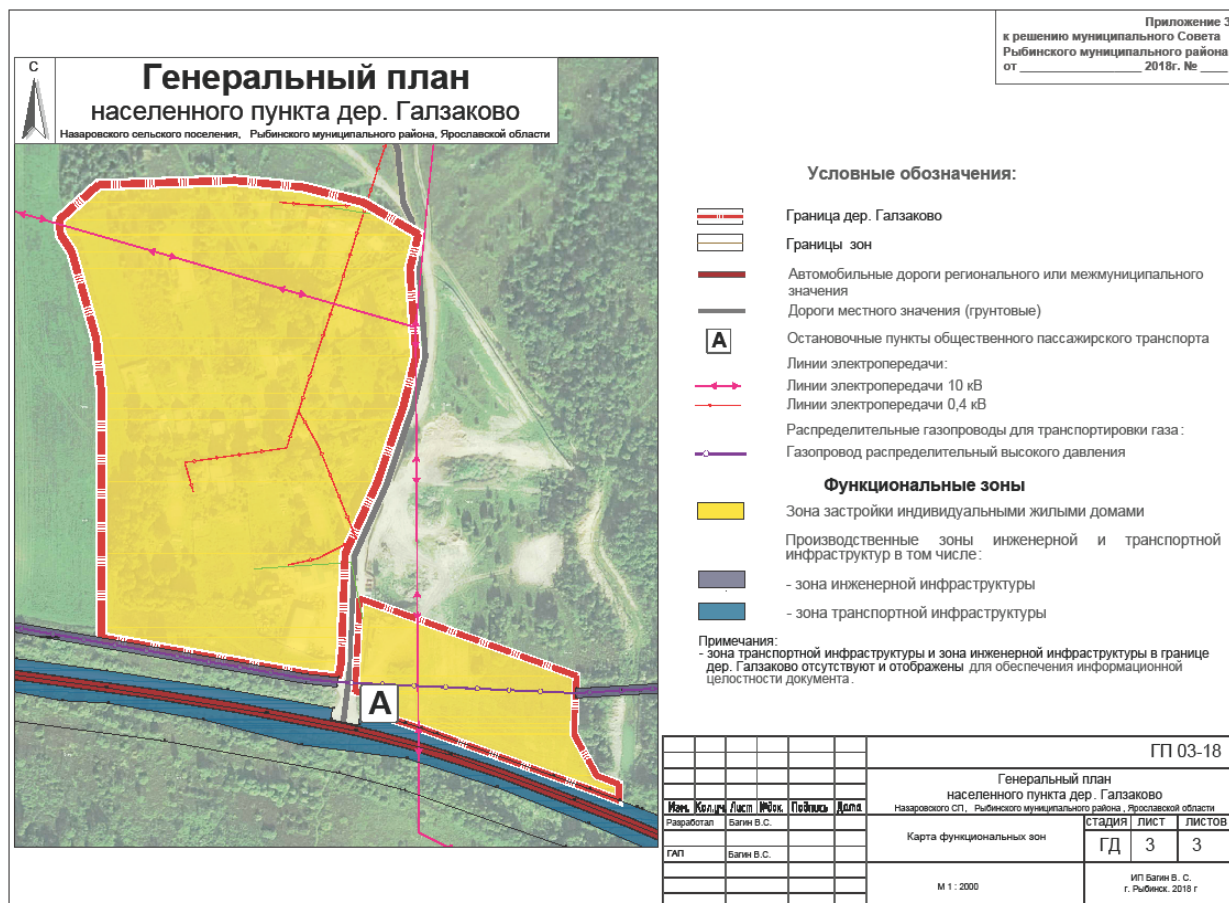 Приложение 3
к решению муниципального Совета
Рыбинского муниципального района
от ________________ 2018г. № ____
С
Генеральный план
населенного пункта дер. Галзаково
Назаровского сельского поселения, Рыбинского муниципального района, Ярославской области
А
Условные обозначения:
Граница дер. Галзаково
Границы зон
Автомобильные дороги регионального или межмуниципального
значения
Дороги местного значения (грунтовые)
А
Остановочные пункты общественного пассажирского транспорта
Линии электропередачи:
Линии электропередачи 10 кВ
Линии электропередачи 0,4 кВ
Распределительные газопроводы для транспортировки газа:
Газопровод распределительный высокого давления
Функциональные зоны
Зона застройки индивидуальными жилыми домами
Производственные зоны инженерной и транспортной
инфраструктур в том числе:
- зона инженерной инфраструктуры
- зона транспортной инфраструктуры
Примечания:
- зона транспортной инфраструктуры и зона инженерной инфраструктуры в границе
дер. Галзаково отсутствуют и отображены для обеспечения информационной
целостности документа.
ГП 03-18
Генеральный план
населенного пункта дер. Галзаково
Назаровского СП, Рыбинского муниципального района, Ярославской области
Изм. Кол.уч Лист №док. Подпись Дата
Разработал Багин В.С.
ГАП Багин В.С.
Карта функциональных зон
стадия лист листов
ГД 3 3
М 1 : 2000
ИП Багин В. С.
г. Рыбинск. 2018 г